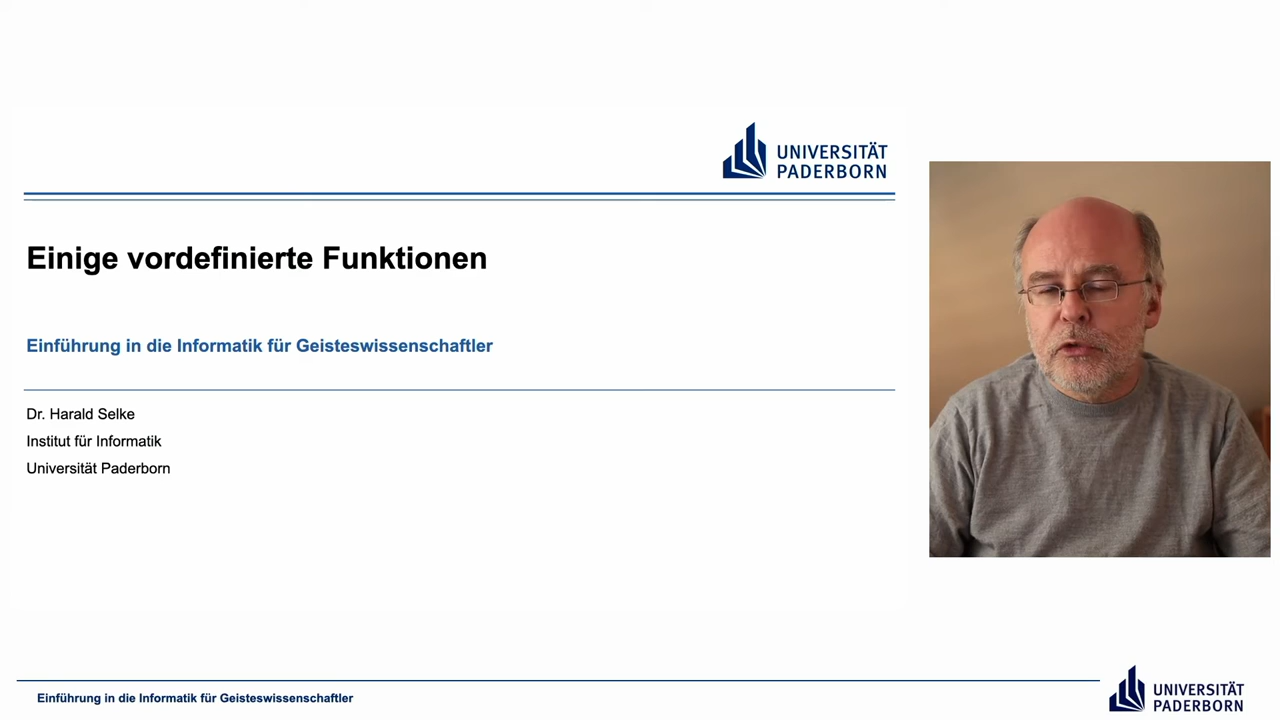 UNIVERSITÄT
PADERBORN
Einige vordefinierte Funktionen
Einführung in die Informatik für Geisteswissenschaftler
Dr. Harald Selke
Institut für Informatik
Universität Paderborn
Einführung in die Informatik für Geisteswissenschaftler
UNIVERSITÄT
PADERBORN